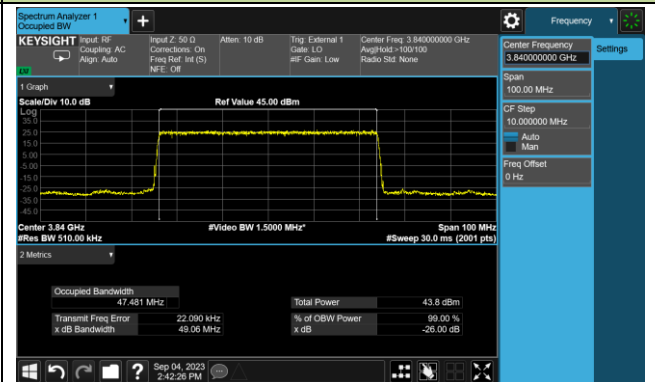 Spectrum Analyzer 1
Occupied BW
Frequency
KEYSIGHT
Input: RF
Coupling: AC
Align: Auto
Input Z: 50 Ω
Corrections: On
Freq Ref: Int (S)
NFE: Off
Atten: 10 dB
Trig: External 1
Gate: LO
#IF Gain: Low
Center Freq: 3.840000000 GHz
Avg|Hold:>100/100
Radio Std: None
Center Frequency
3.840000000 GHz
Settings
Span
100.00 MHz
CF Step
10.000000 MHz
Auto
Man
Freq Offset
0 Hz
1 Graph
Scale/Div 10.0 dB
Ref Value 45.00 dBm
Log
35.0
25.0
15.0
5.00
-5.00
-15.0
-25.0
-35.0
-45.0
Center 3.84 GHz
#Video BW 1.5000 MHz*
Span 100 MHz
#Res BW 510.00 kHz
#Sweep 30.0 ms (2001 pts)
2 Metrics
Occupied Bandwidth
47.481 MHz
Total Power
43.8 dBm
Transmit Freq Error
22.090 kHz
% of OBW Power
99.00 %
x dB Bandwidth
49.06 MHz
x dB
-26.00 dB
Sep 04, 2023
2:42:26 PM